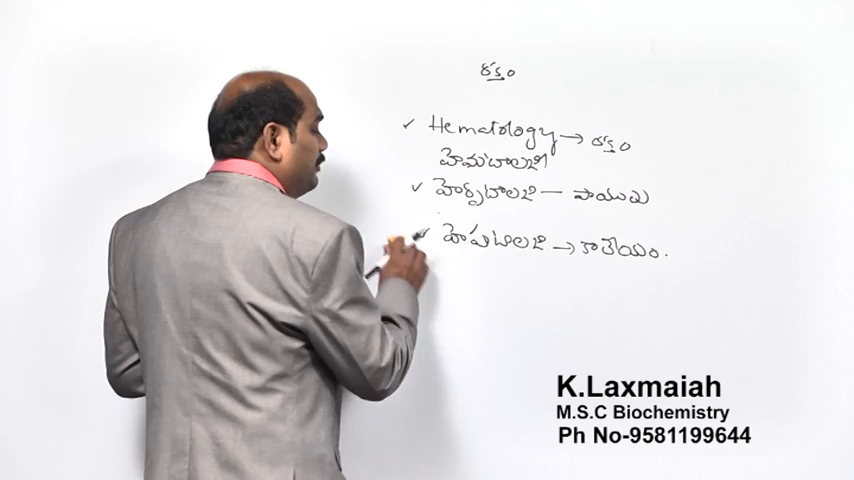 రక్తం
Hematology → రక్తం
హెమటాలజీ
హెర్పటాలజి – పాములు
హెపటాలజి → కాలేయం.
K.Laxmaiah
M.S.C Biochemistry
Ph No-9581199644